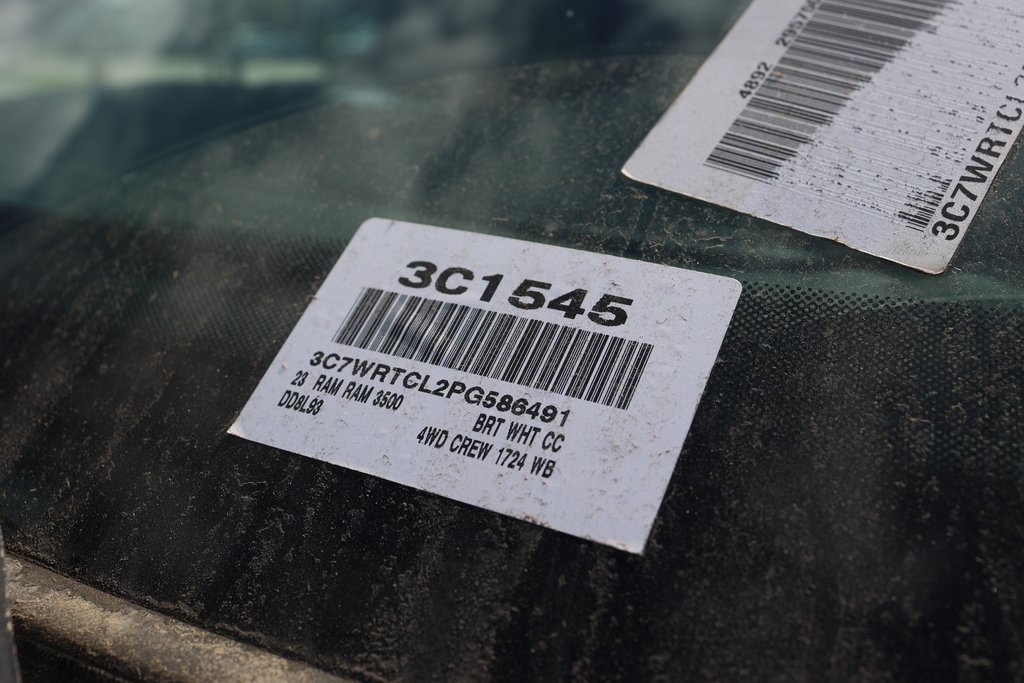 3C1545
3C7WRTCL2PG586491
23 RAM RAM 3500
BRT WHT CC
DD8L93
4WD CREW 1724 WB
4892
3C7WRTCL